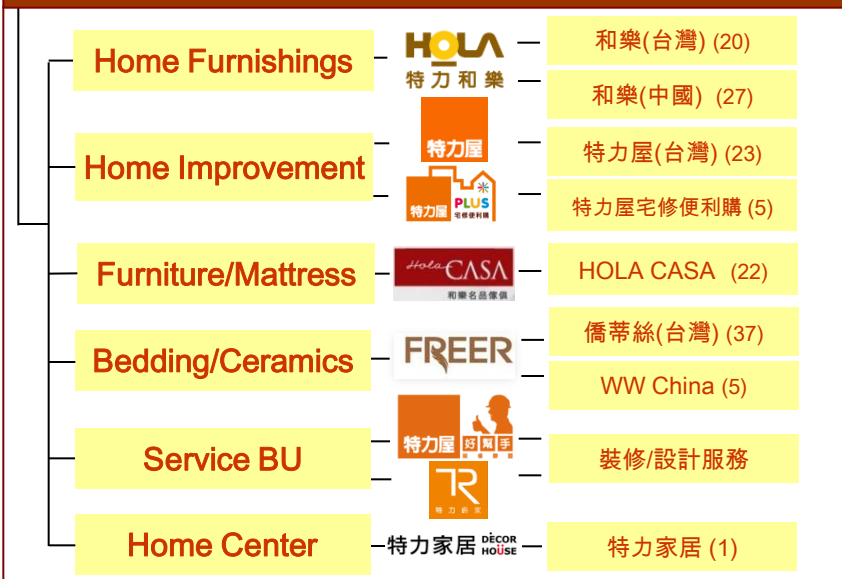 Home Furnishings
HOLA
特力和樂
和樂(台灣) (20)
和樂(中國) (27)
Home Improvement
特力屋
特力屋(台灣) (23)
特力屋
PLUS
宅修便利購
特力屋宅修便利購 (5)
Furniture/Mattress
Hola CASA
和樂名品傢俱
HOLA CASA (22)
Bedding/Ceramics
FREER
僑蒂絲(台灣) (37)
WW China (5)
Service BU
特力屋 好幫手
TR
裝修/設計服務
Home Center
特力家居 DÉCOR
HOÜSE
特力家居 (1)